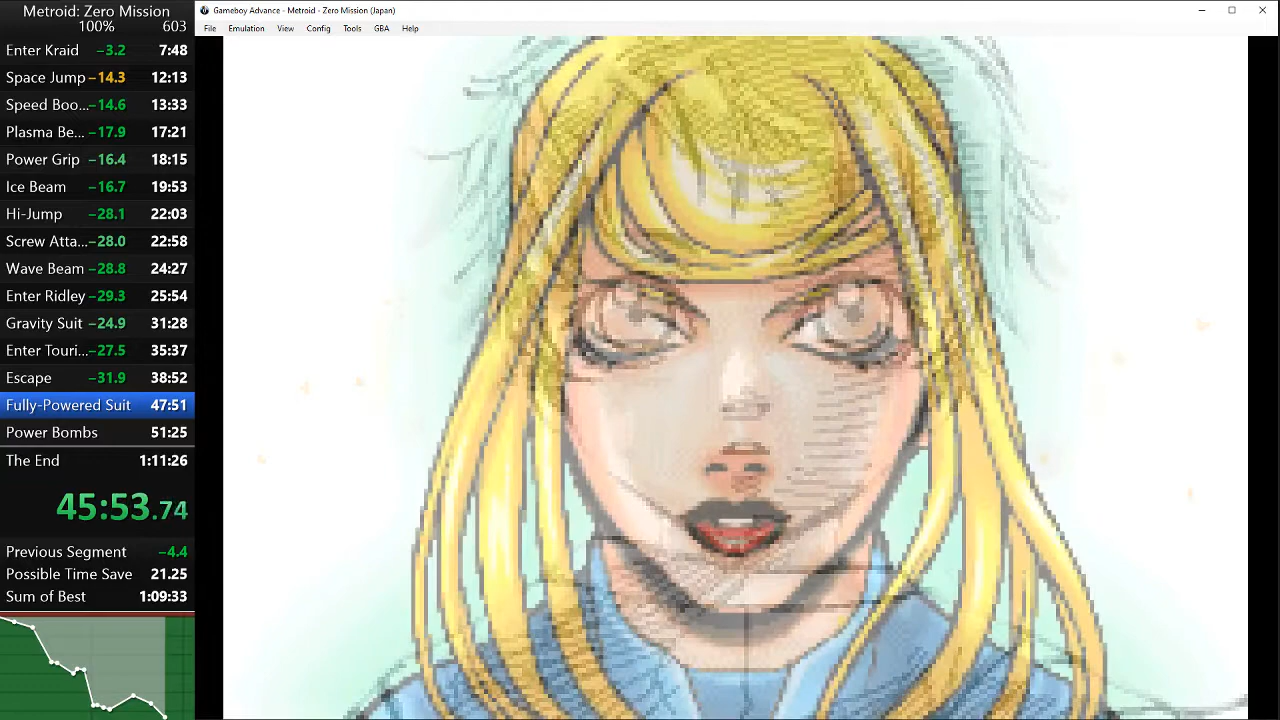 Metroid: Zero Mission
100% 603
Enter Kraid −3.2 7:48
Space Jump −14.3 12:13
Speed Boo... −14.6 13:33
Plasma Be... −17.9 17:21
Power Grip −16.4 18:15
Ice Beam −16.7 19:53
Hi-Jump −28.1 22:03
Screw Atta... −28.0 22:58
Wave Beam −28.8 24:27
Enter Ridley −29.3 25:54
Gravity Suit −24.9 31:28
Enter Touri... −27.5 35:37
Escape −31.9 38:52
Fully-Powered Suit 47:51
Power Bombs 51:25
The End 1:11:26
45:53.74
Previous Segment −4.4
Possible Time Save 21.25
Sum of Best 1:09:33
Gameboy Advance - Metroid - Zero Mission (Japan)
File Emulation View Config Tools GBA Help